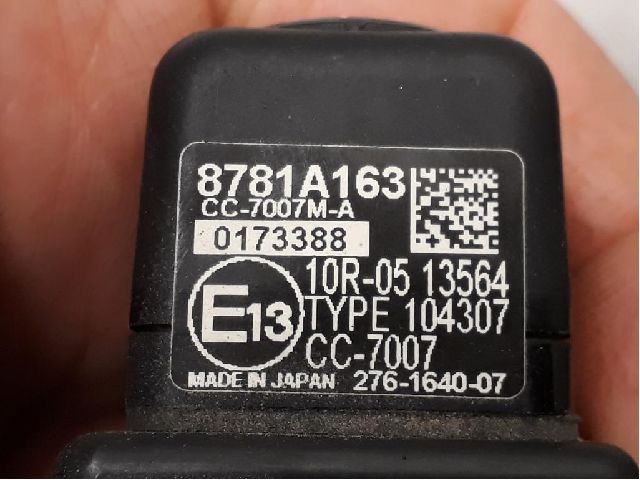 8781A163
CC-7007M-A
0173388
E13
10R-05 13564
TYPE 104307
CC-7007
MADE IN JAPAN 276-1640-07